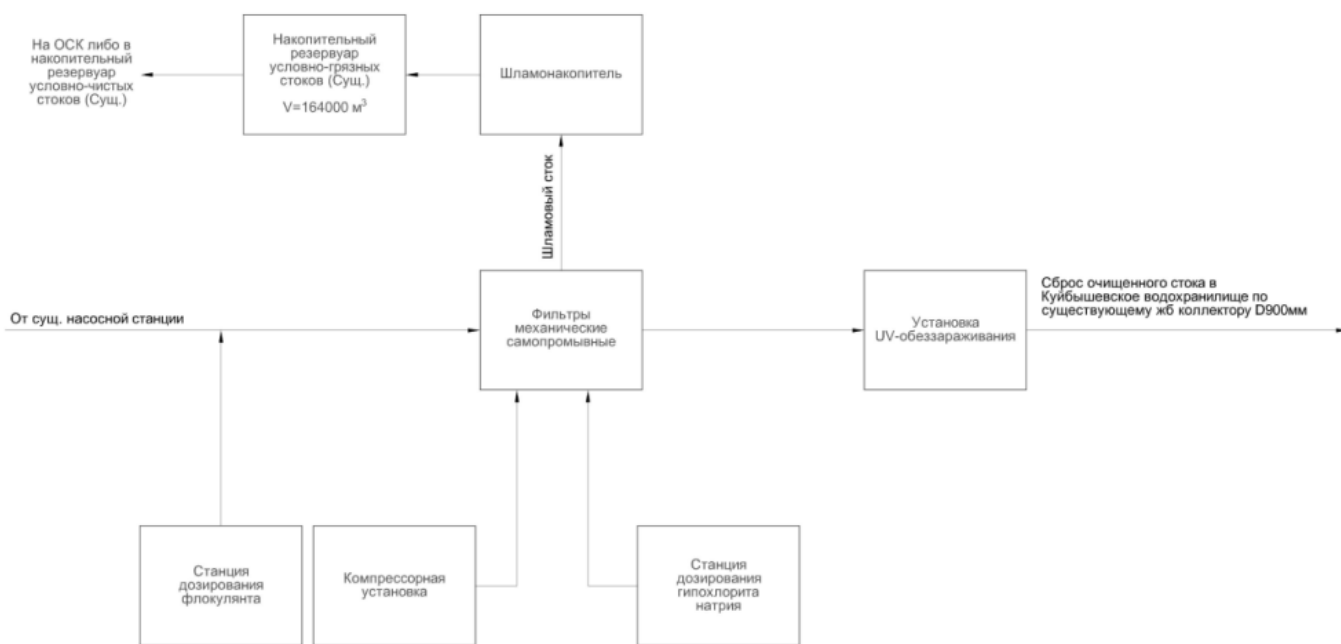 На ОСК либо в
накопительный
резервуар
условно-чистых
стоков (Сущ.)
Накопительный
резервуар
условно-грязных
стоков (Сущ.)
V=164000 м³
Шламонакопитель
Шламовый сток
От сущ. насосной станции
Фильтры
механические
самопромывные
Установка
UV-обеззараживания
Сброс очищенного стока в
Куйбышевское водохранилище по
существующему жб коллектору D900мм
Станция
дозирования
флокулянта
Компрессорная
установка
Станция
дозирования
гипохлорита
натрия